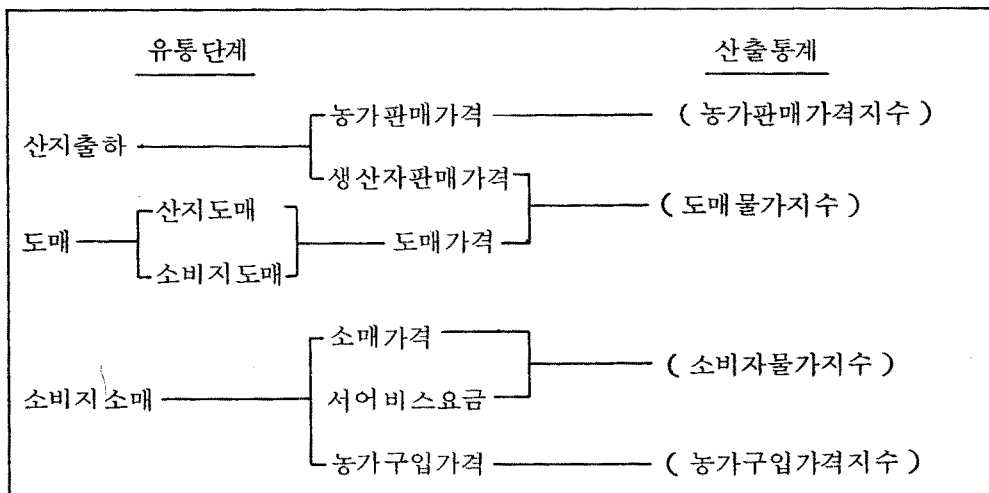 유통단계 산출통계
농가판매가격 ( 농가판매가격지수 )
산지출하
생산자판매가격
산지도매 ( 도매물가지수 )
도매 도매가격
소비지도매
소매가격
( 소비자물가지수 )
소비지소매 서어비스요금
농가구입가격 ( 농가구입가격지수 )